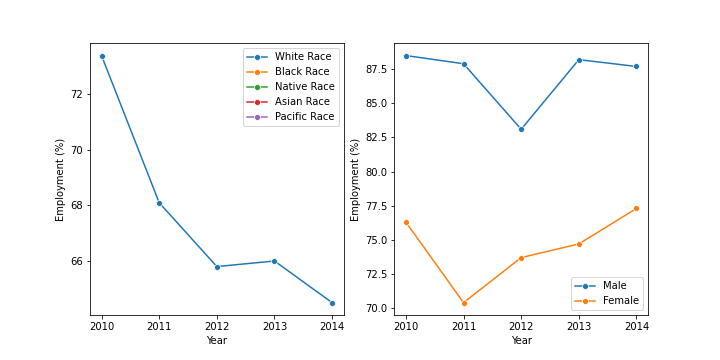 White Race
Black Race
Native Race
Asian Race
Pacific Race
72
70
68
66
Employment (%)
2010 2011 2012 2013 2014
Year
87.5
85.0
82.5
80.0
77.5
75.0
72.5
70.0
Employment (%)
Male
Female
2010 2011 2012 2013 2014
Year